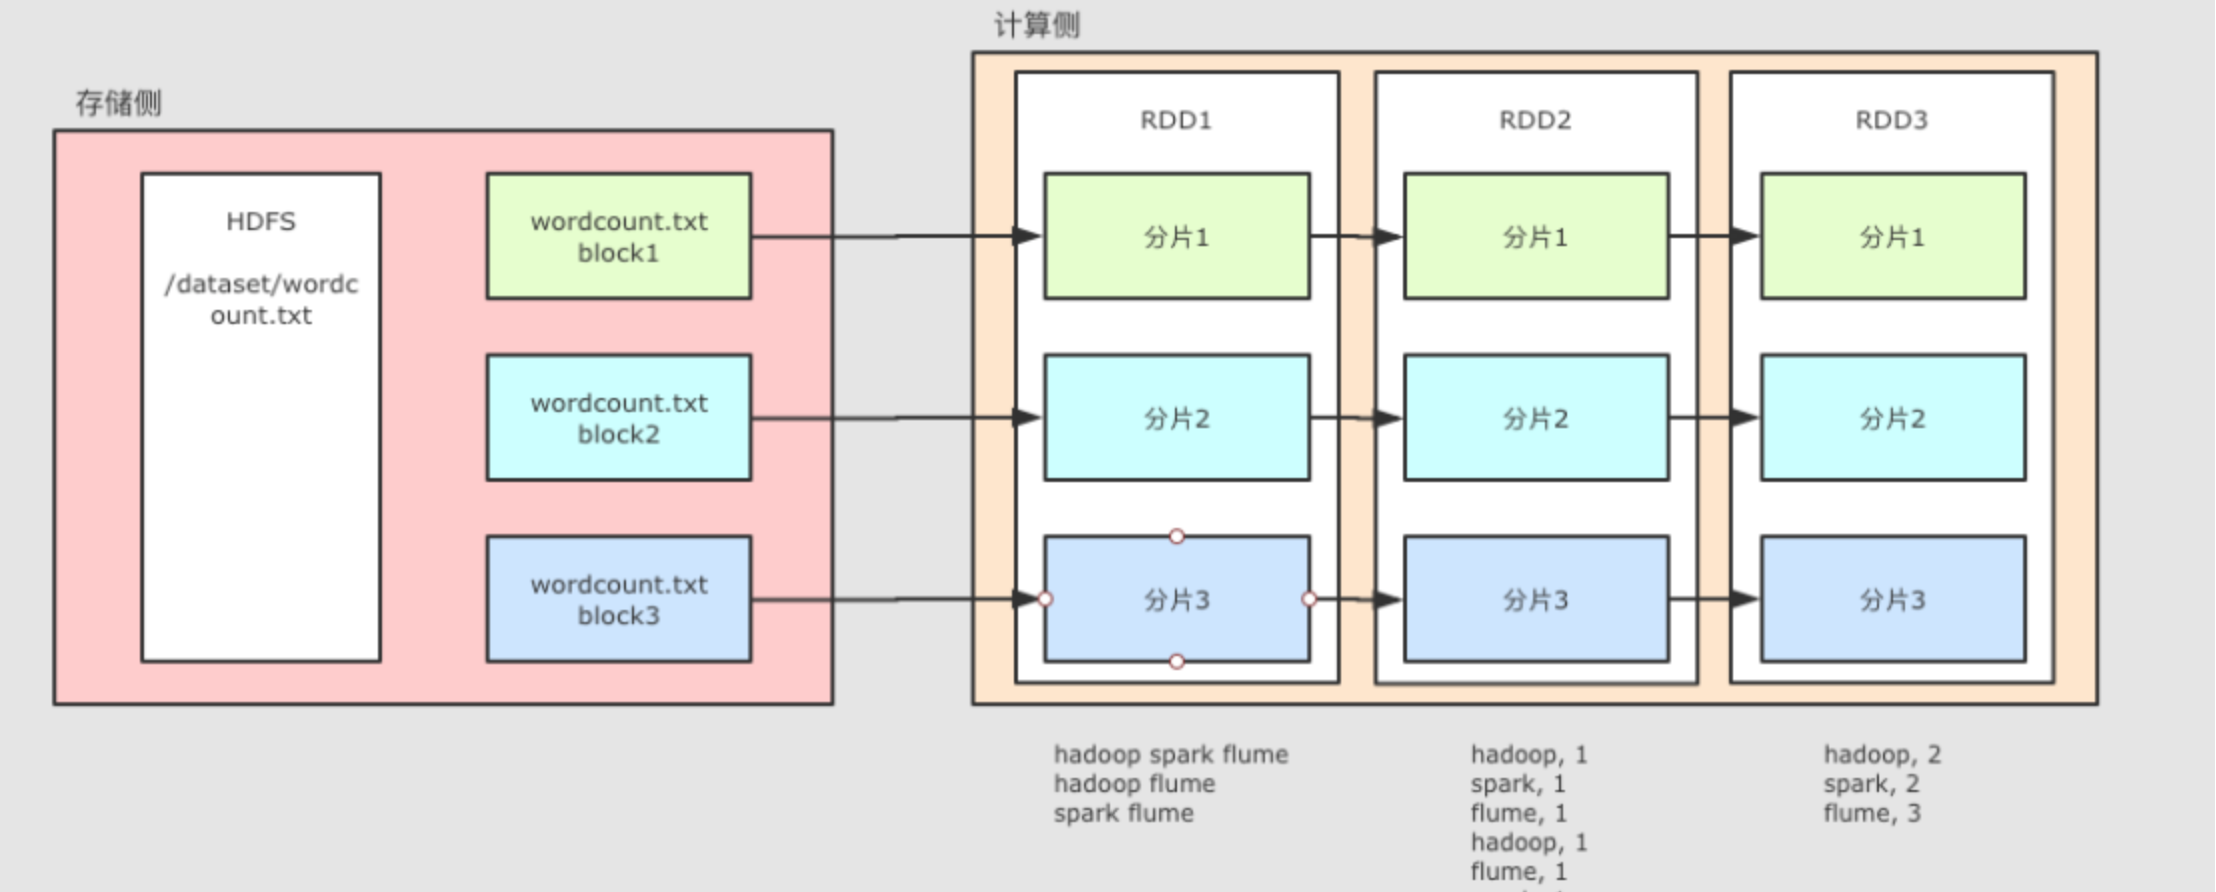 计算侧
存储侧
HDFS
/dataset/wordc
ount.txt
wordcount.txt
block1
wordcount.txt
block2
wordcount.txt
block3
RDD1
分片1
分片2
分片3
RDD2
分片1
分片2
分片3
RDD3
分片1
分片2
分片3
hadoop spark flume
hadoop flume
spark flume
hadoop, 1
spark, 1
flume, 1
hadoop, 1
flume, 1
hadoop, 2
spark, 2
flume, 3